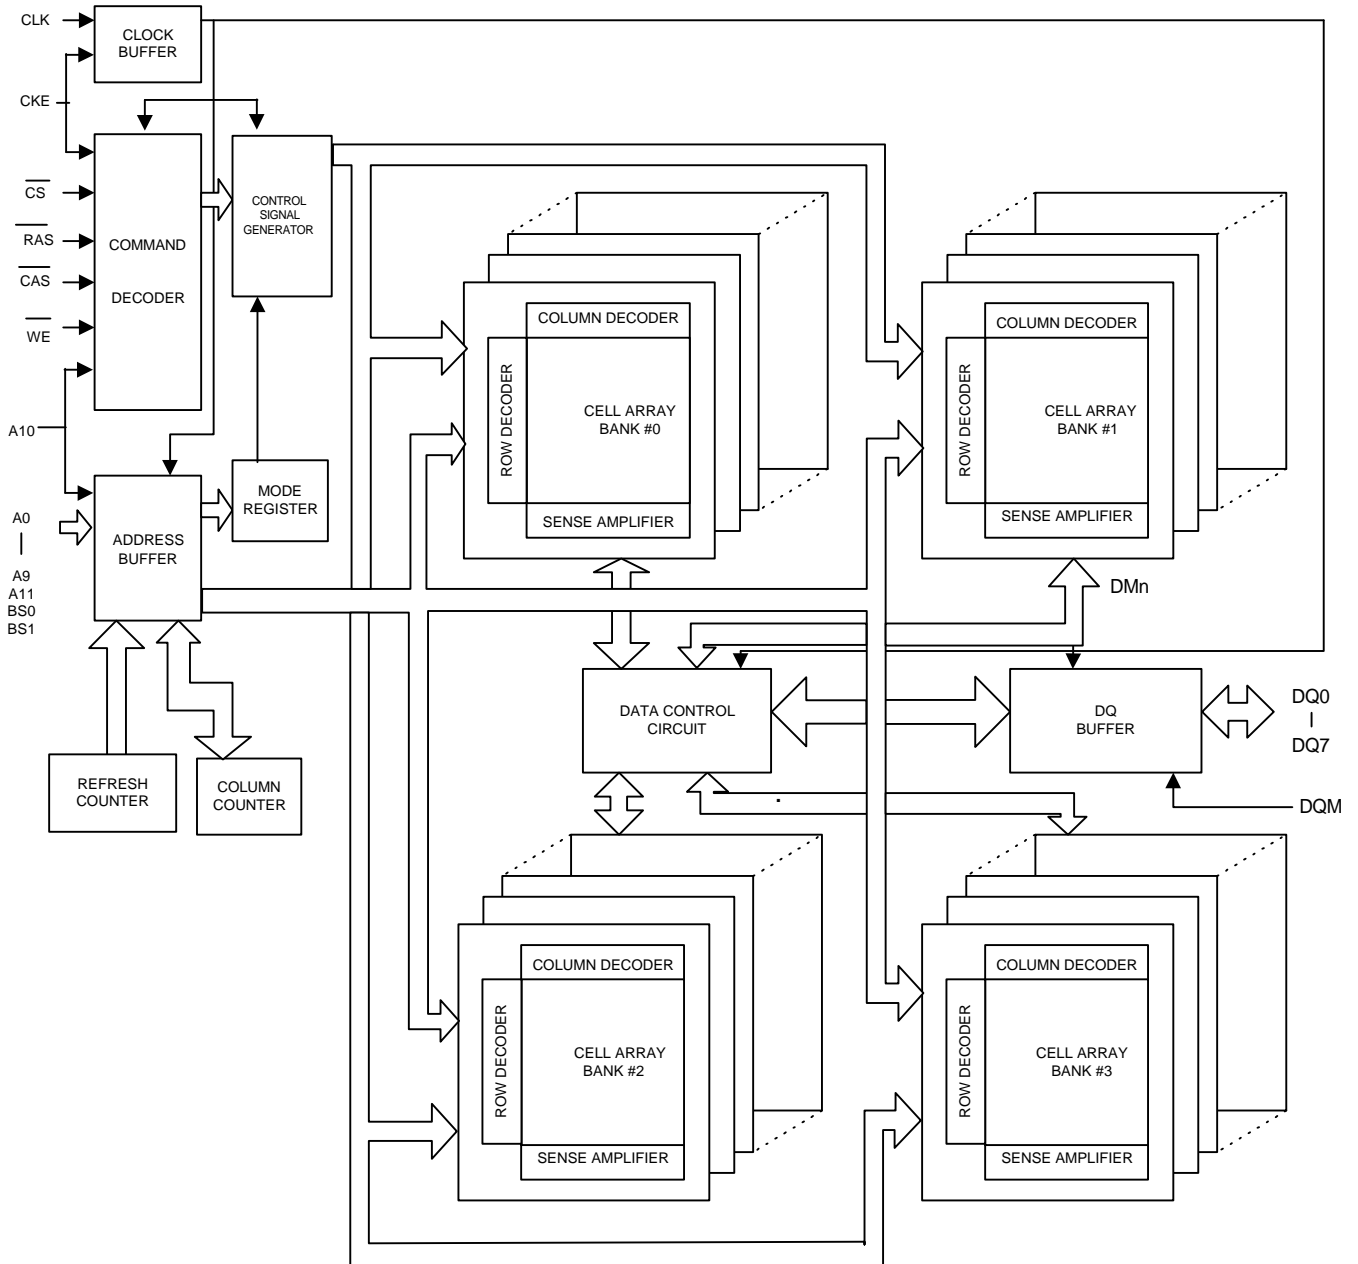 CLK
CLOCK
BUFFER
CKE
CS
RAS
CAS
WE
COMMAND
DECODER
CONTROL
SIGNAL
GENERATOR
A10
MODE
REGISTER
A0
A9
A11
BS0
BS1
ADDRESS
BUFFER
REFRESH
COUNTER
COLUMN
COUNTER
COLUMN DECODER
ROW DECODER
CELL ARRAY
BANK #0
SENSE AMPLIFIER
COLUMN DECODER
ROW DECODER
CELL ARRAY
BANK #1
SENSE AMPLIFIER
DMn
DATA CONTROL
CIRCUIT
DQ
BUFFER
DQ0
DQ7
DQM
COLUMN DECODER
ROW DECODER
CELL ARRAY
BANK #2
SENSE AMPLIFIER
COLUMN DECODER
ROW DECODER
CELL ARRAY
BANK #3
SENSE AMPLIFIER